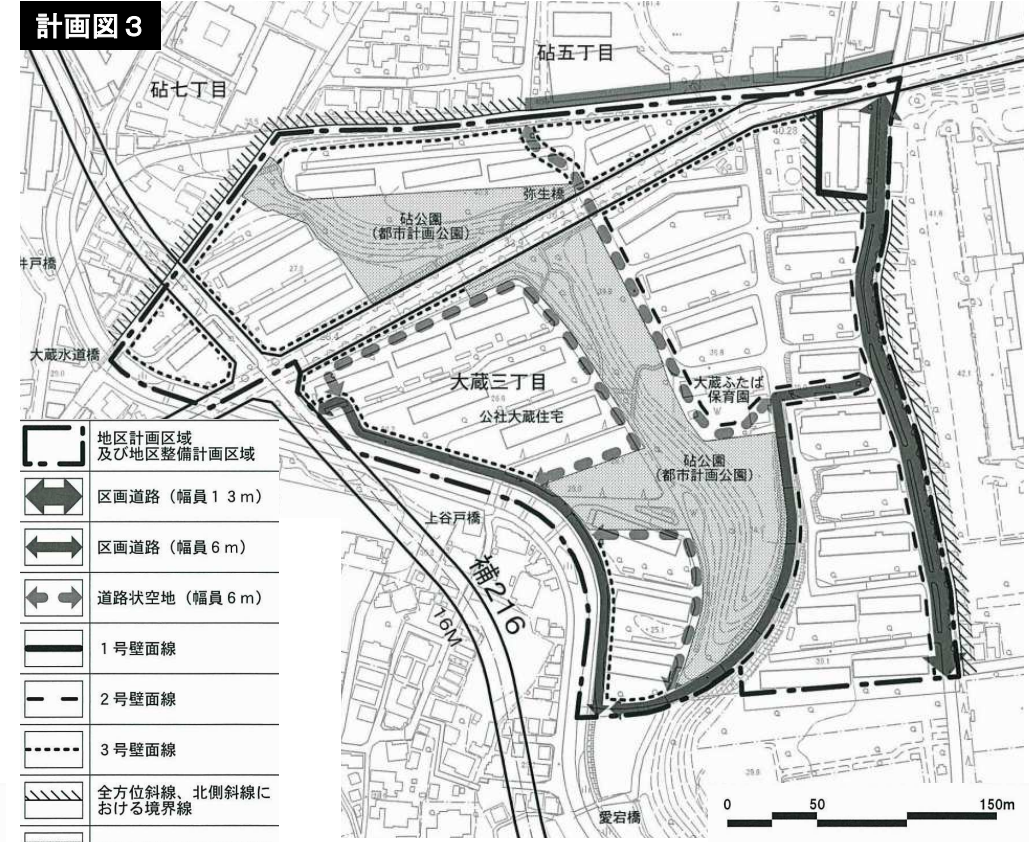 計画図3
砧五丁目
砧七丁目
40.28
弥生橋
砧公園
(都市計画公園)
井戸橋
27.0
大蔵水道橋
大蔵三丁目
公社大蔵住宅
大蔵ふたば
保育園
砧公園
(都市計画公園)
上谷戸橋
補216
16M
愛宕橋
地区計画区域
及び地区整備計画区域
区画道路（幅員13m）
区画道路（幅員6m）
道路状空地（幅員6m）
1号壁面線
2号壁面線
3号壁面線
全方位斜線、北側斜線に
おける境界線
0 50 150m